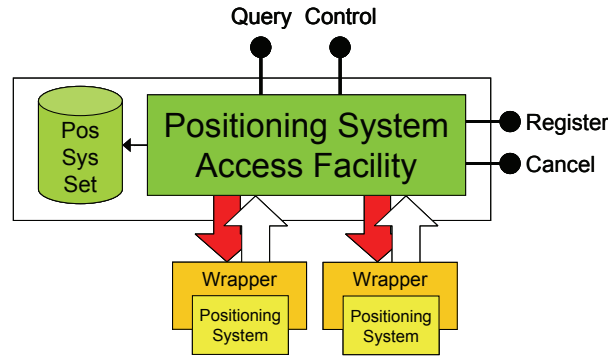 Query Control
Pos
Sys
Set
Positioning System
Access Facility
Register
Cancel
Wrapper
Positioning
System
Wrapper
Positioning
System